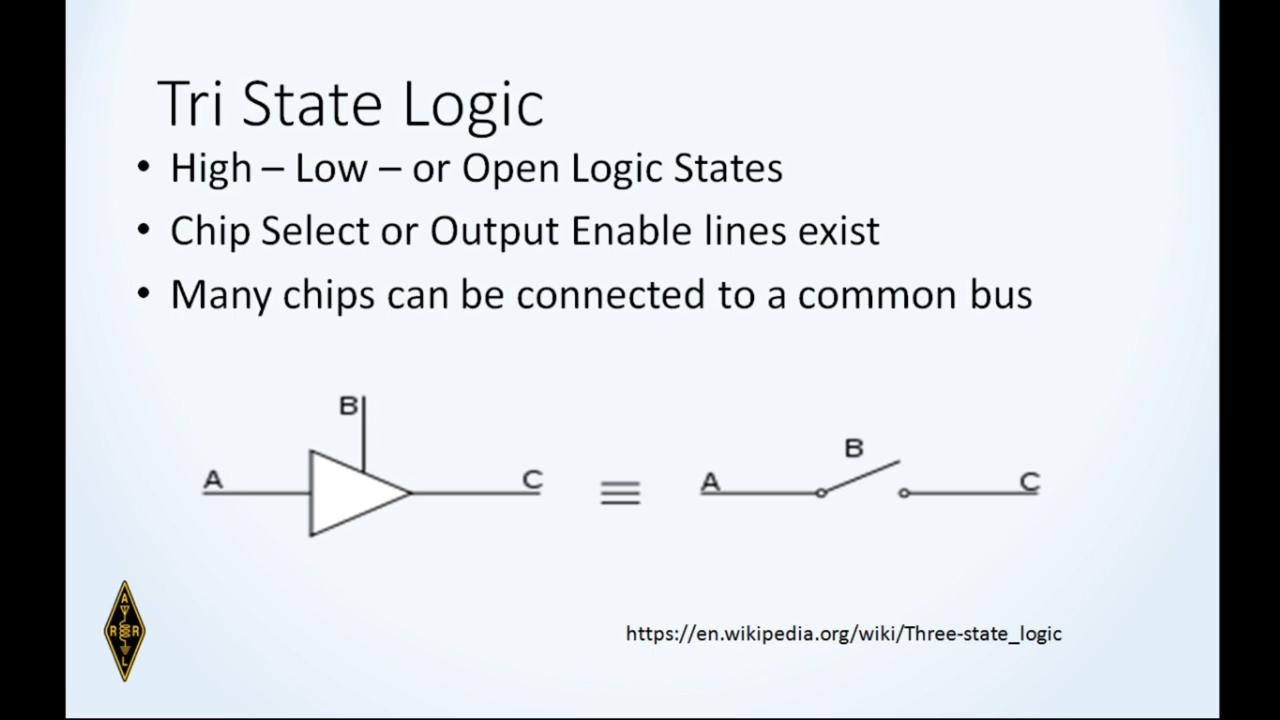 Tri State Logic
• High – Low – or Open Logic States
• Chip Select or Output Enable lines exist
• Many chips can be connected to a common bus
B
A
C
≡
B
A
C
A
R R
L
https://en.wikipedia.org/wiki/Three-state_logic